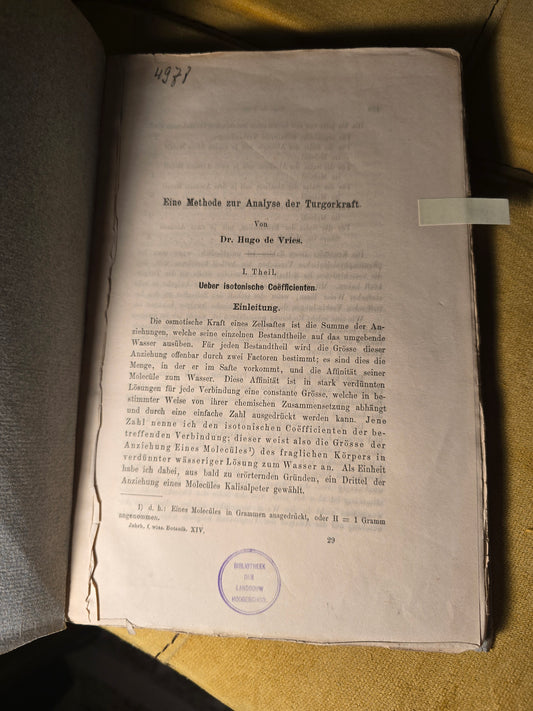 4978
Eine Methode zur Analyse der Turgorkraft.
Von
Dr. Hugo de Vries.
I. Theil.
Ueber isotonische Coëfficienten.
Einleitung.
Die osmotische Kraft eines Zellsaftes ist die Summe der An-
ziehungen, welche seine einzelnen Bestandtheile auf das umgebende
Wasser ausüben. Für jeden Bestandtheil wird die Grösse dieser
Anziehung offenbar durch zwei Factoren bestimmt; es sind dies die
Menge, in der er im Safte vorkommt, und die Affinität seiner
Molecüle zum Wasser. Diese Affinität ist in stark verdünnten
Lösungen für jede Verbindung eine constante Grösse, welche in be-
stimmter Weise von ihrer chemischen Zusammensetzung abhängt
und durch eine einfache Zahl ausgedrückt werden kann. Jene
Zahl nenne ich den isotonischen Coëfficienten der be-
treffenden Verbindung; dieser weist also die Grösse der
Anziehung Eines Molecüles¹) des fraglichen Körpers in
verdünnter wässeriger Lösung zum Wasser an. Als Einheit
habe ich dabei, aus bald zu erörternden Gründen, ein Drittel der
Anziehung eines Molecüles Kalisalpeter gewählt.
1) d. h.: Eines Molecüles in Grammen ausgedrückt, oder H = 1 Gramm
angenommen.
Jahrb. f. wiss. Botanik. XIV.
29
BIBLIOTHEEK
DER
LANDBOUW
HOOGESCHOOL